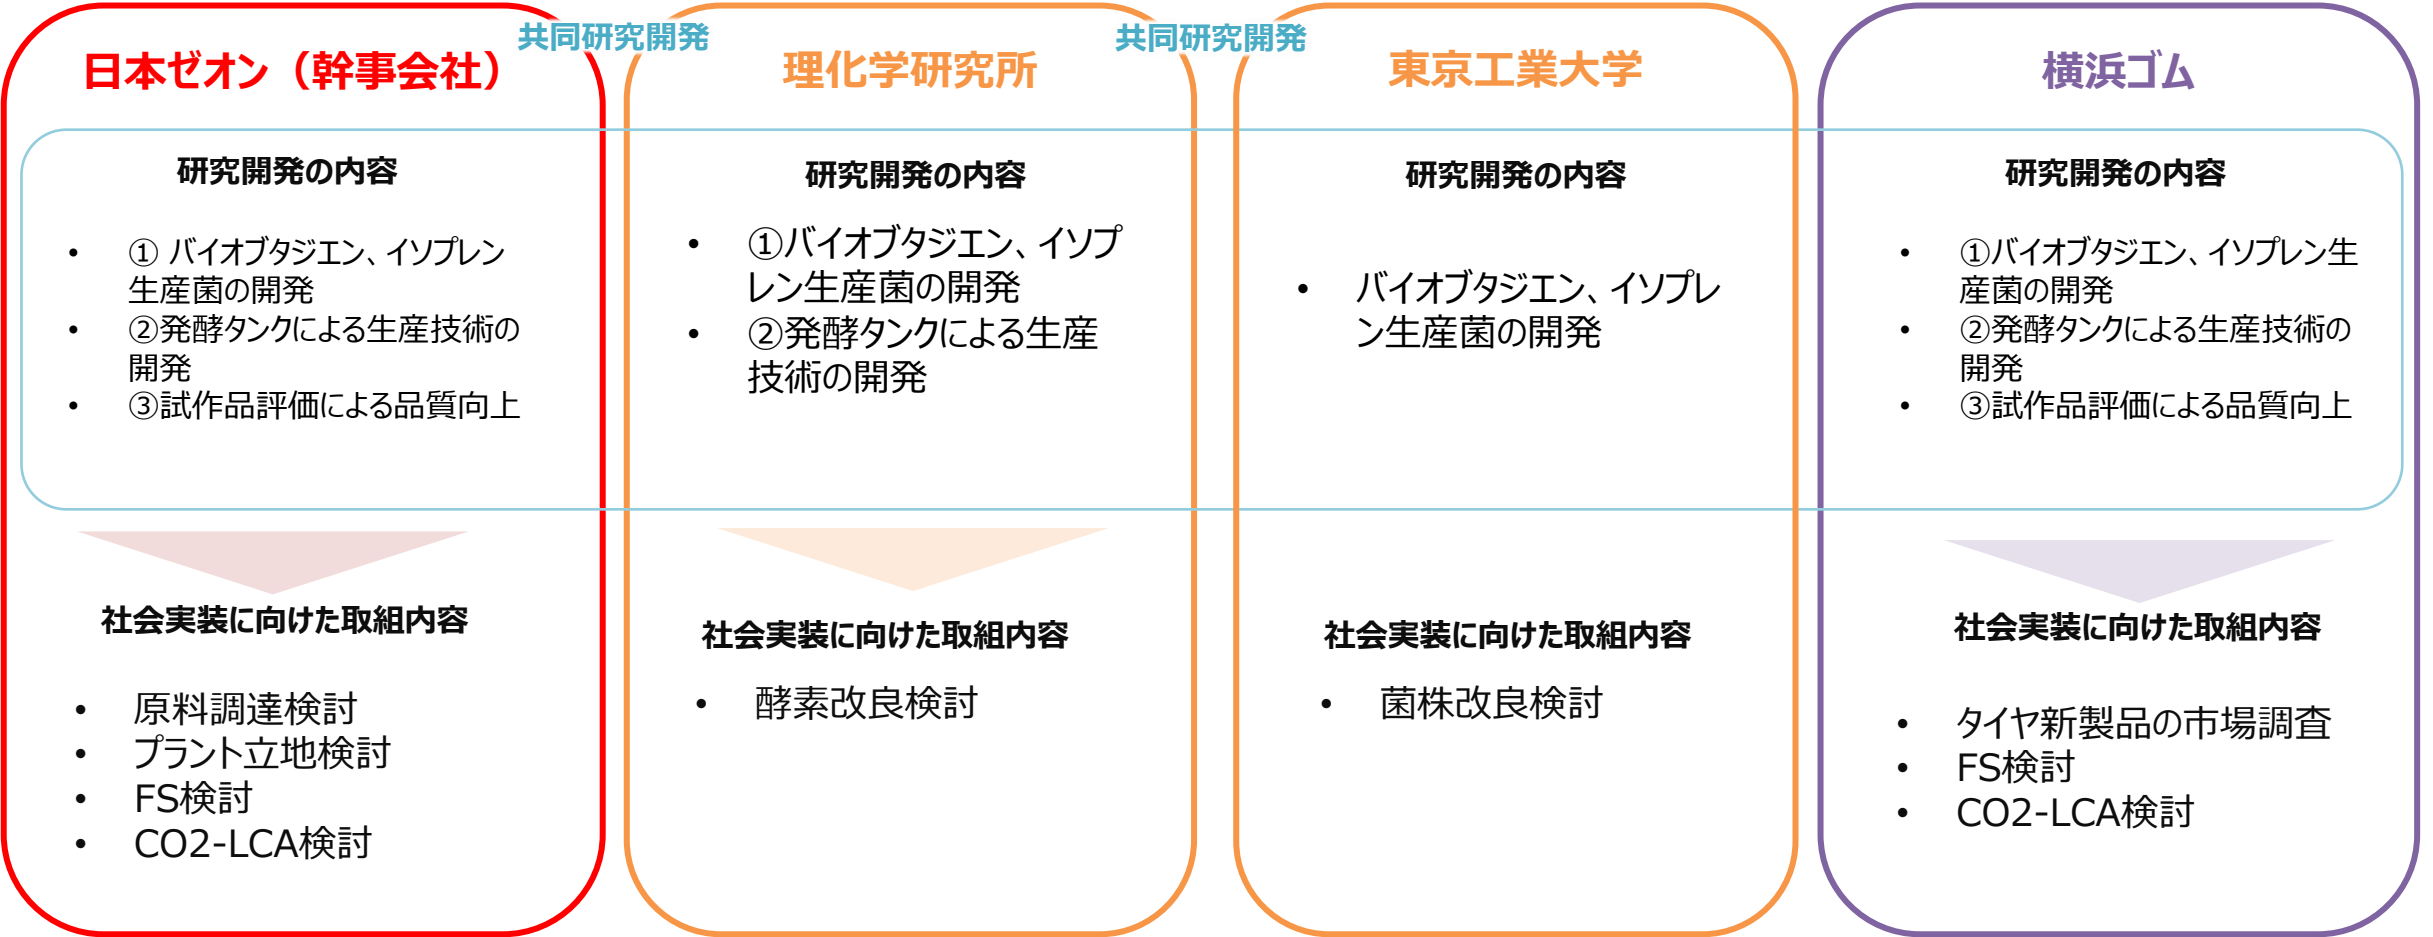 共同研究開発
共同研究開発
日本ゼオン（幹事会社）
研究開発の内容
• ① バイオブタジエン、イソプレン
生産菌の開発
• ②発酵タンクによる生産技術の
開発
• ③試作品評価による品質向上
社会実装に向けた取組内容
• 原料調達検討
• プラント立地検討
• FS検討
• CO2-LCA検討
理化学研究所
研究開発の内容
• ①バイオブタジエン、イソプ
レン生産菌の開発
• ②発酵タンクによる生産
技術の開発
社会実装に向けた取組内容
• 酵素改良検討
東京工業大学
研究開発の内容
• バイオブタジエン、イソプレ
ン生産菌の開発
社会実装に向けた取組内容
• 菌株改良検討
横浜ゴム
研究開発の内容
• ①バイオブタジエン、イソプレン生
産菌の開発
• ②発酵タンクによる生産技術の
開発
• ③試作品評価による品質向上
社会実装に向けた取組内容
• タイヤ新製品の市場調査
• FS検討
• CO2-LCA検討